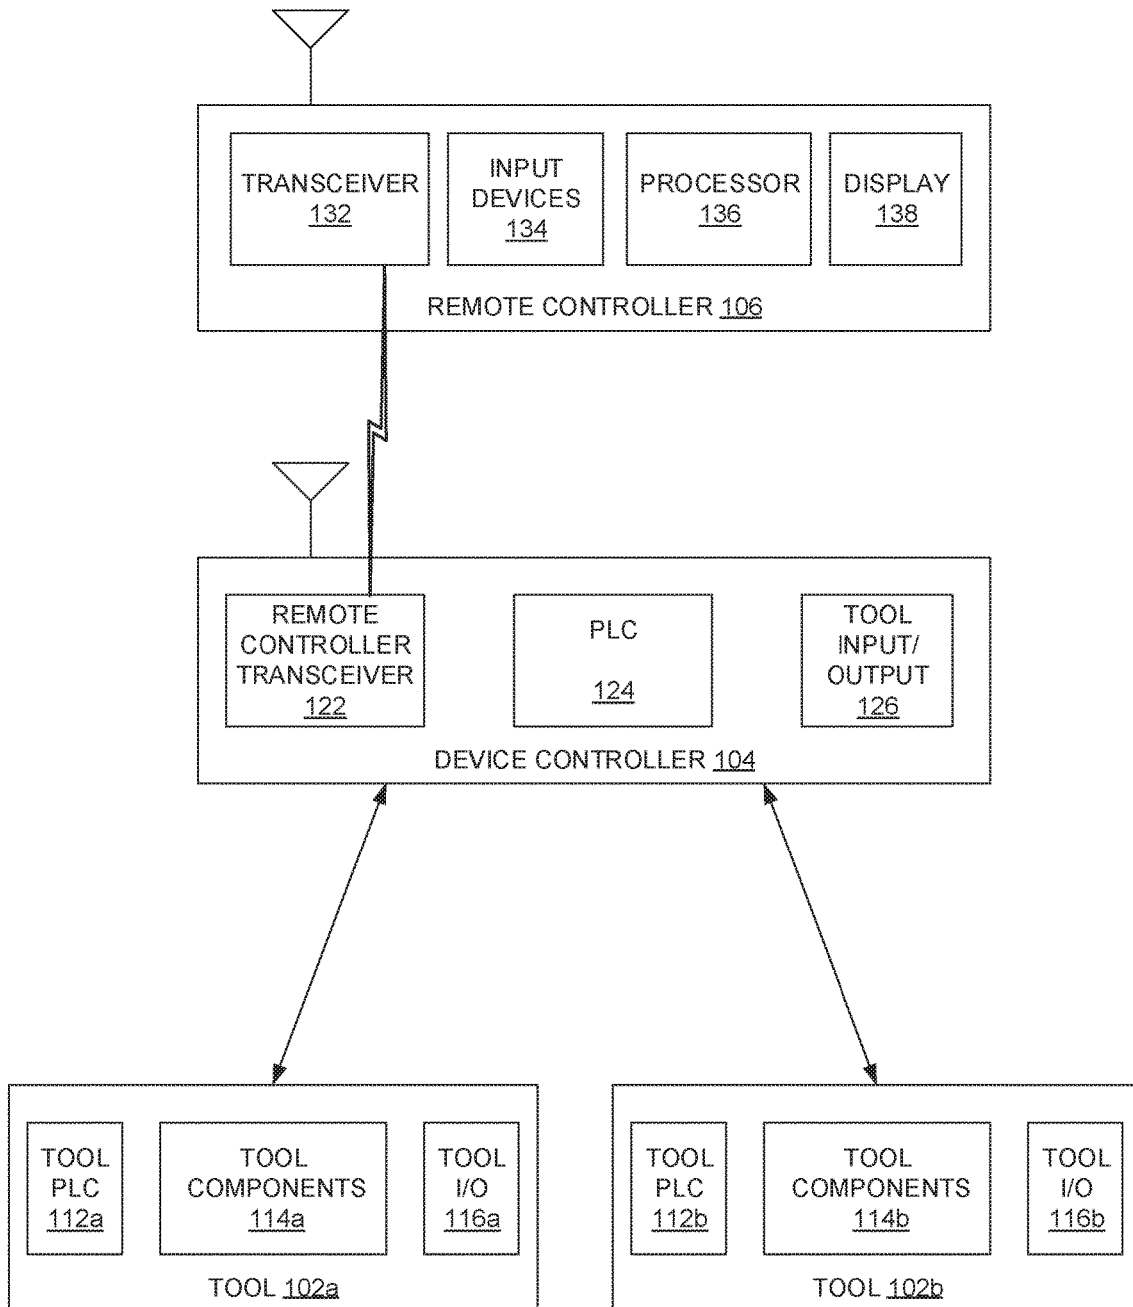 TRANSCEIVER
132
INPUT
DEVICES
134
PROCESSOR
136
DISPLAY
138
REMOTE CONTROLLER 106
REMOTE
CONTROLLER
TRANSCEIVER
122
PLC
124
TOOL
INPUT/
OUTPUT
126
DEVICE CONTROLLER 104
TOOL
PLC
112a
TOOL
COMPONENTS
114a
TOOL
I/O
116a
TOOL 102a
TOOL
PLC
112b
TOOL
COMPONENTS
114b
TOOL
I/O
116b
TOOL 102b